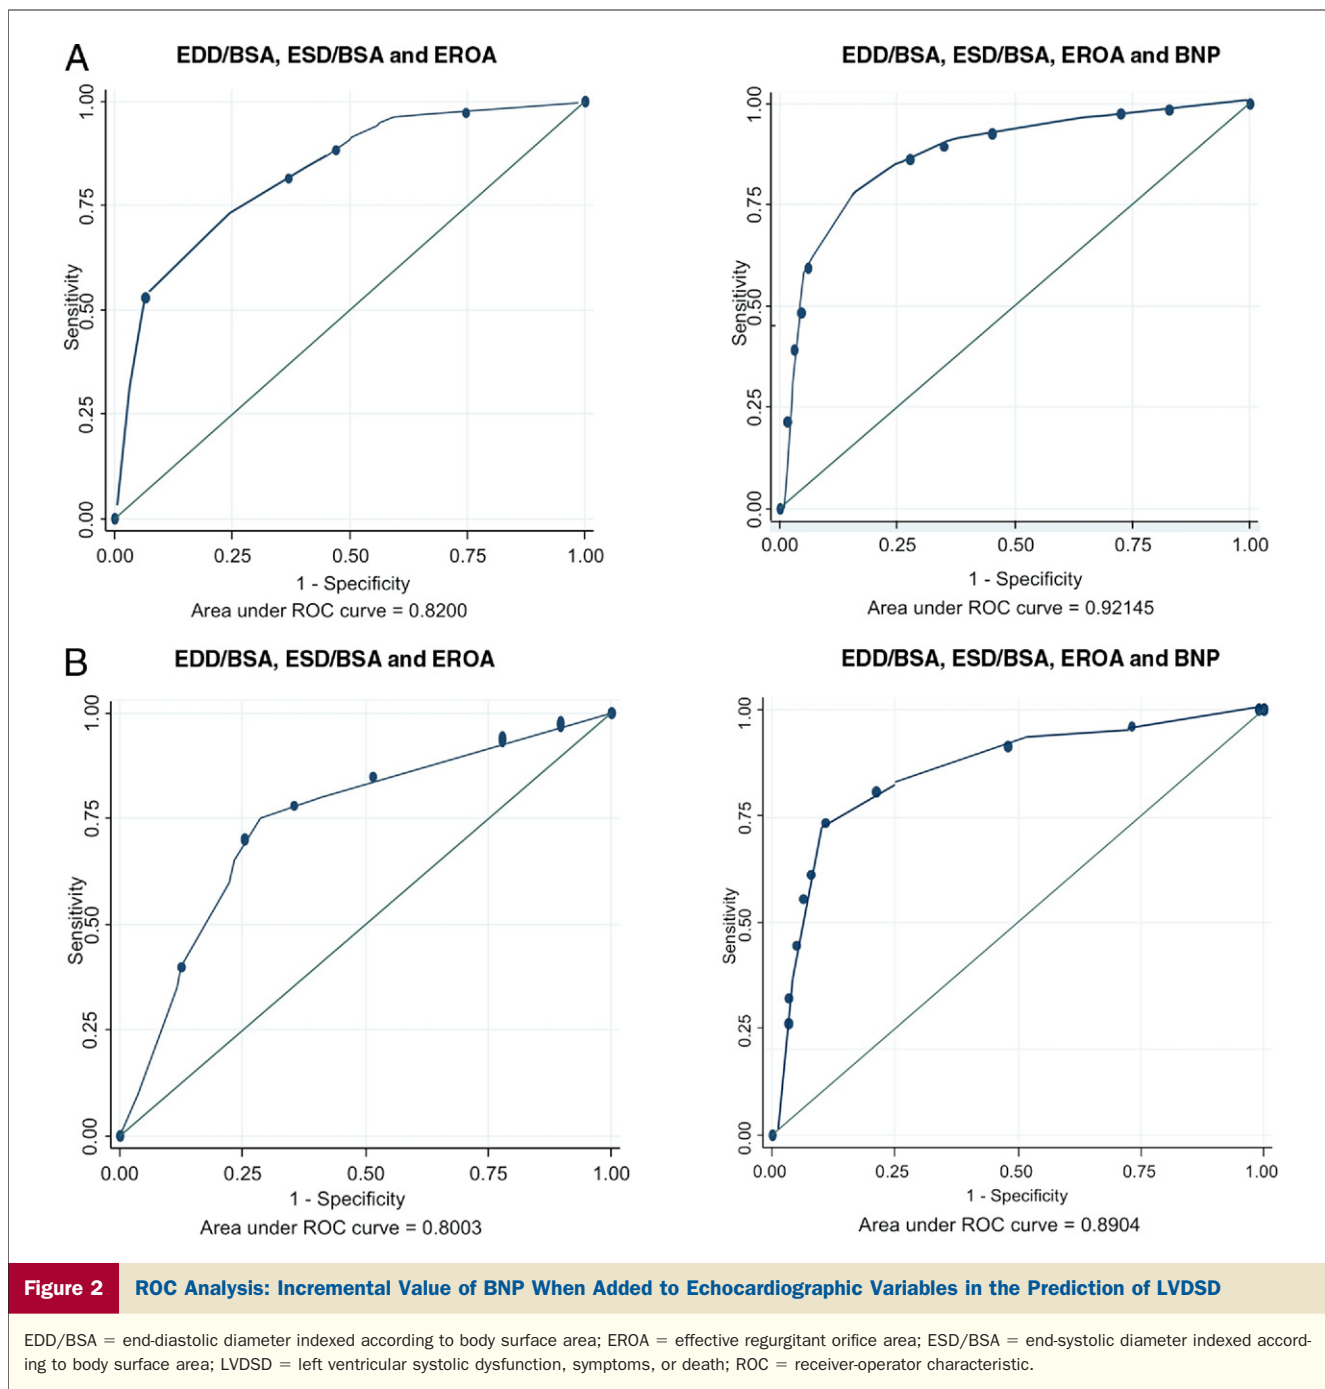 A
EDD/BSA, ESD/BSA and EROA
1.00
0.75
0.50
0.25
0.00
Sensitivity
0.00 0.25 0.50 0.75 1.00
1 - Specificity
Area under ROC curve = 0.8200
EDD/BSA, ESD/BSA, EROA and BNP
1.00
0.75
0.50
0.25
0.00
Sensitivity
0.00 0.25 0.50 0.75 1.00
1 - Specificity
Area under ROC curve = 0.92145
B
EDD/BSA, ESD/BSA and EROA
1.00
0.75
0.50
0.25
0.00
Sensitivity
0.00 0.25 0.50 0.75 1.00
1 - Specificity
Area under ROC curve = 0.8003
EDD/BSA, ESD/BSA, EROA and BNP
1.00
0.75
0.50
0.25
0.00
Sensitivity
0.00 0.25 0.50 0.75 1.00
1 - Specificity
Area under ROC curve = 0.8904
Figure 2 ROC Analysis: Incremental Value of BNP When Added to Echocardiographic Variables in the Prediction of LVDSD
EDD/BSA = end-diastolic diameter indexed according to body surface area; EROA = effective regurgitant orifice area; ESD/BSA = end-systolic diameter indexed accord-
ing to body surface area; LVDSD = left ventricular systolic dysfunction, symptoms, or death; ROC = receiver-operator characteristic.